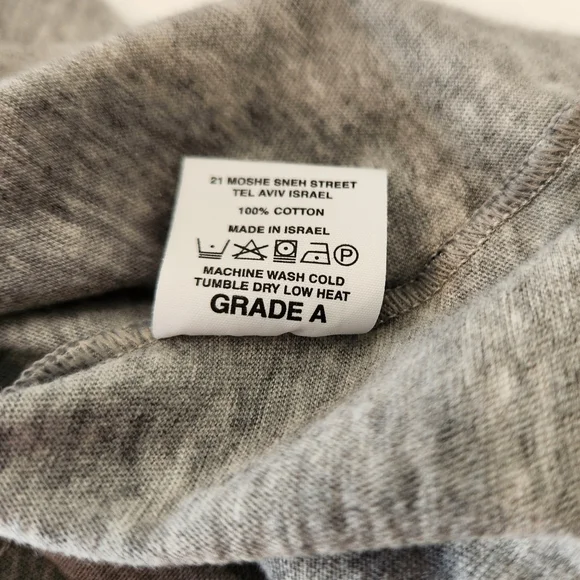 21 MOSHE SNEH STREET
TEL AVIV ISRAEL
100% COTTON
MADE IN ISRAEL
P
MACHINE WASH COLD
TUMBLE DRY LOW HEAT
GRADE A